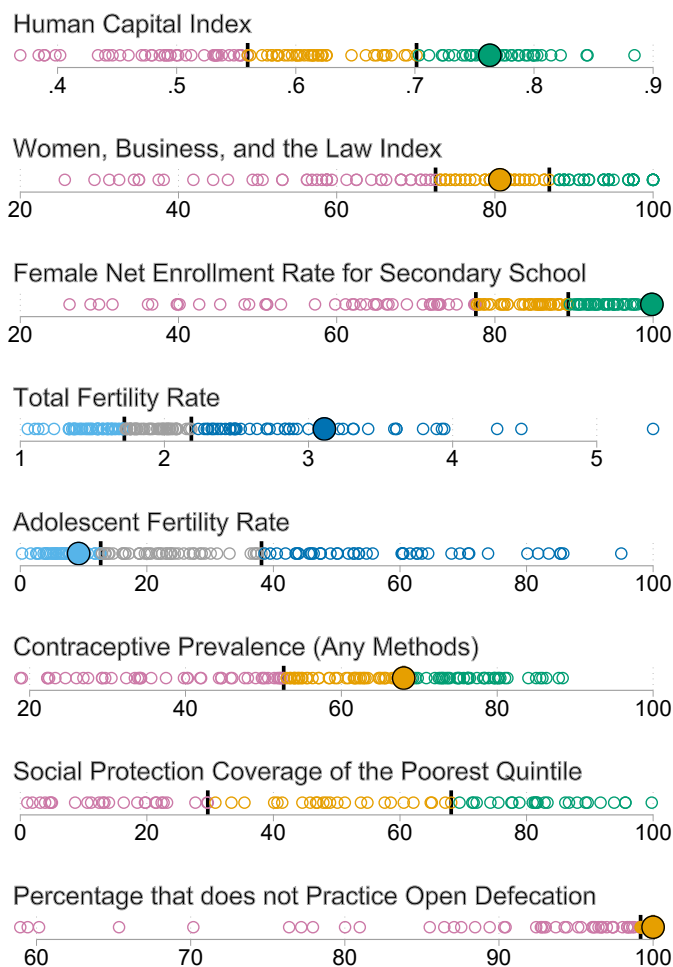 Human Capital Index
.4 .5 .6 .7 .8 .9
Women, Business, and the Law Index
20 40 60 80 100
Female Net Enrollment Rate for Secondary School
20 40 60 80 100
Total Fertility Rate
1 2 3 4 5
Adolescent Fertility Rate
0 20 40 60 80 100
Contraceptive Prevalence (Any Methods)
20 40 60 80 100
Social Protection Coverage of the Poorest Quintile
0 20 40 60 80 100
Percentage that does not Practice Open Defecation
60 70 80 90 100